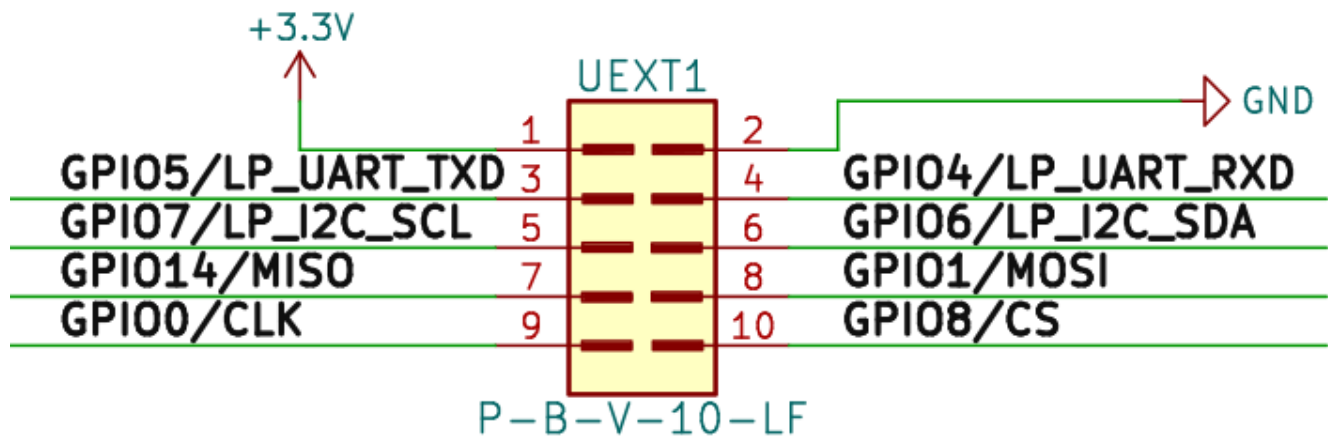 +3.3V
UEXT1
GND
1 2
GPIO5/LP_UART_TXD 3 4 GPIO4/LP_UART_RXD
GPIO7/LP_I2C_SCL 5 6 GPIO6/LP_I2C_SDA
GPIO14/MISO 7 8 GPIO1/MOSI
GPIO0/CLK 9 10 GPIO8/CS
P-B-V-10-LF